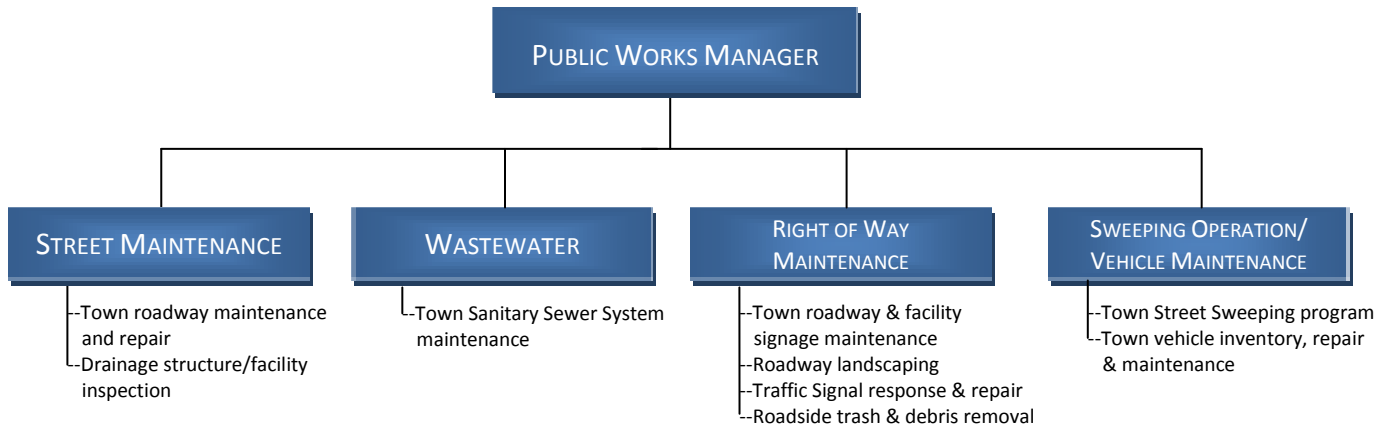 PUBLIC WORKS MANAGER
STREET MAINTENANCE
--Town roadway maintenance
and repair
--Drainage structure/facility
inspection
WASTEWATER
--Town Sanitary Sewer System
maintenance
RIGHT OF WAY
MAINTENANCE
--Town roadway & facility
signage maintenance
--Roadway landscaping
--Traffic Signal response & repair
--Roadside trash & debris removal
SWEEPING OPERATION/
VEHICLE MAINTENANCE
--Town Street Sweeping program
--Town vehicle inventory, repair
& maintenance